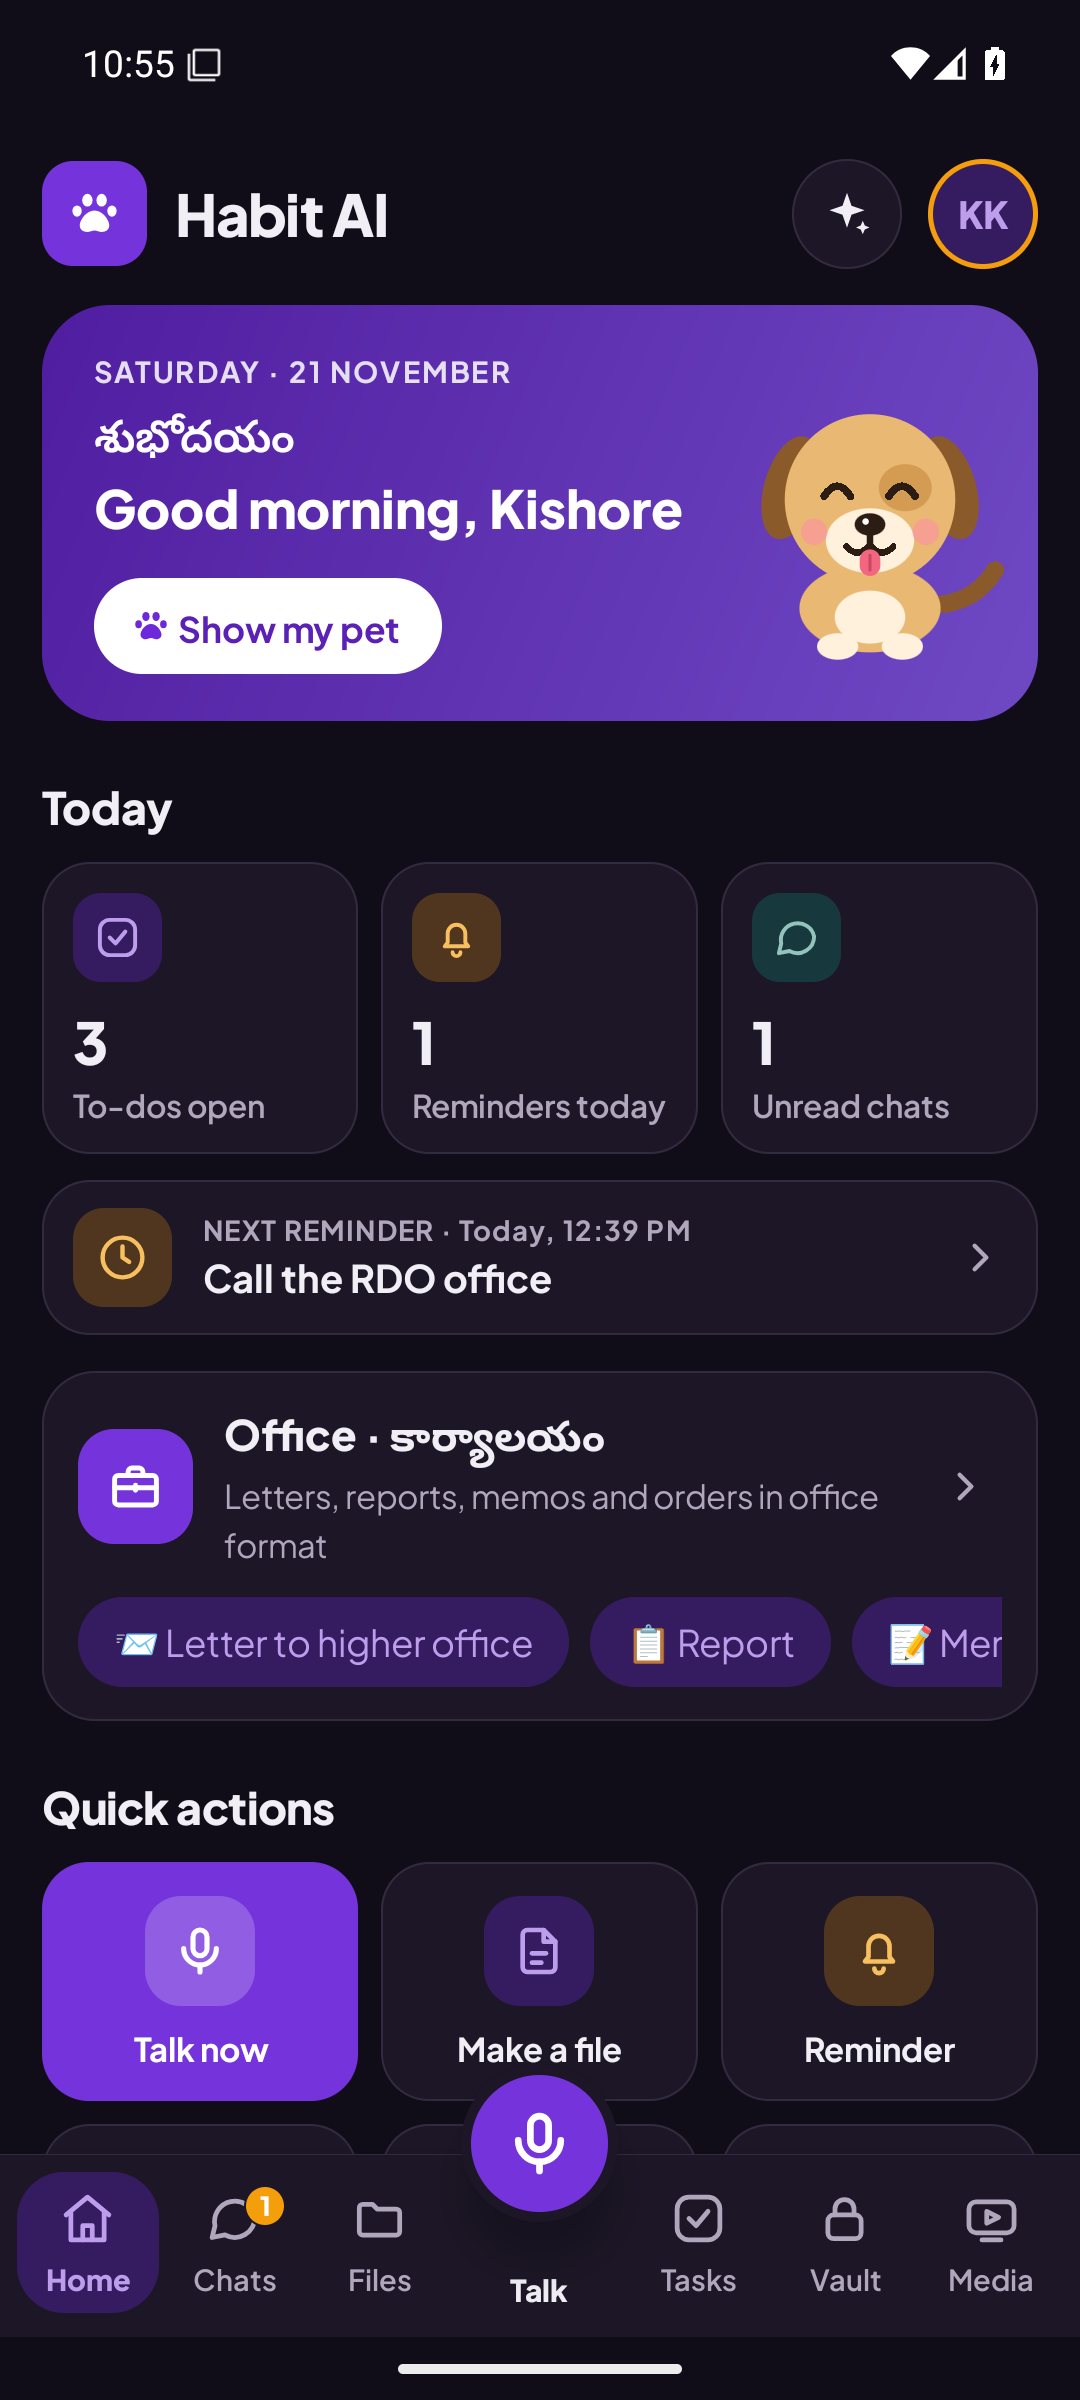 10:55
Habit AI
KK
SATURDAY · 21 NOVEMBER
శుభోదయం
Good morning, Kishore
Show my pet
Today
3
To-dos open
1
Reminders today
1
Unread chats
NEXT REMINDER · Today, 12:39 PM
Call the RDO office
Office · కార్యాలయం
Letters, reports, memos and orders in office
format
Letter to higher office
Report
Quick actions
Talk now
Make a file
Reminder
1
Home
Chats
Files
Talk
Tasks
Vault
Media